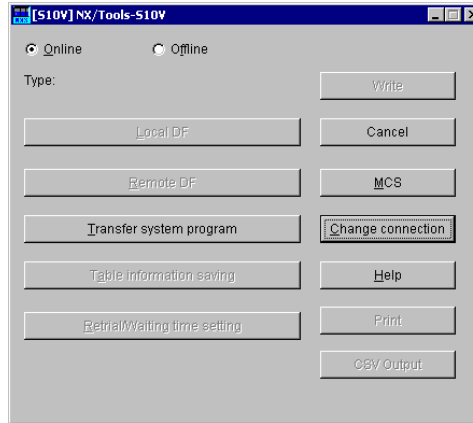 [S10V] NX/Tools-S10V
Online Offline
Type:
Write
Local DF Cancel
Remote DF MCS
Transfer system program Change connection
Table information saving Help
Retrial/Waiting time setting Print
CSV Output